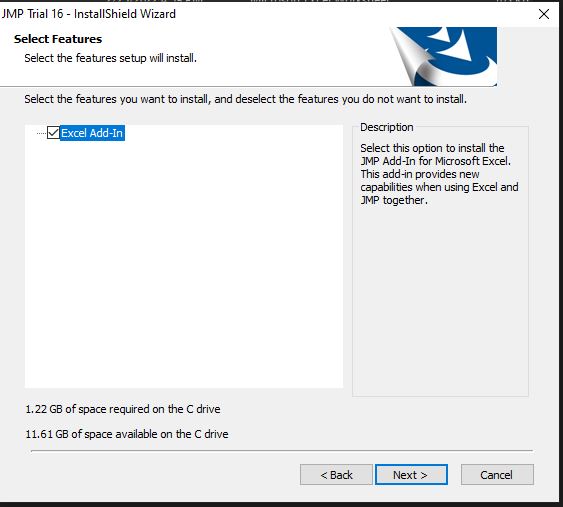 JMP Trial 16 - InstallShield Wizard
Select Features
Select the features setup will install.
Select the features you want to install, and deselect the features you do not want to install.
Excel Add-In
Description
Select this option to install the
JMP Add-In for Microsoft Excel.
This add-in provides new
capabilities when using Excel and
JMP together.
1.22 GB of space required on the C drive
11.61 GB of space available on the C drive
< Back
Next >
Cancel